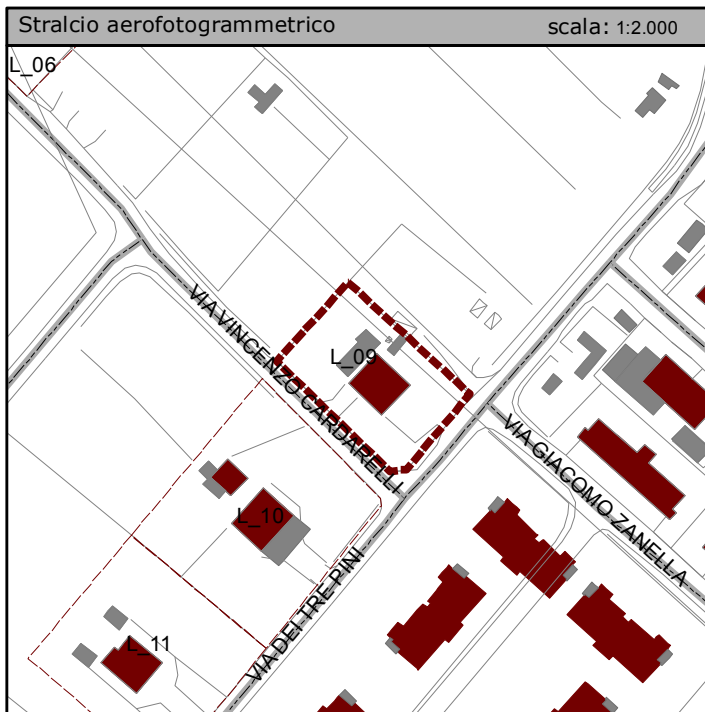 Stralcio aerofotogrammetrico scala: 1:2.000
L_06
VIA VINCENZO CARDARELLI
L_09
VIA GIACOMO ZANELLA
L_10
VIA DEI TRE PINI
L_11